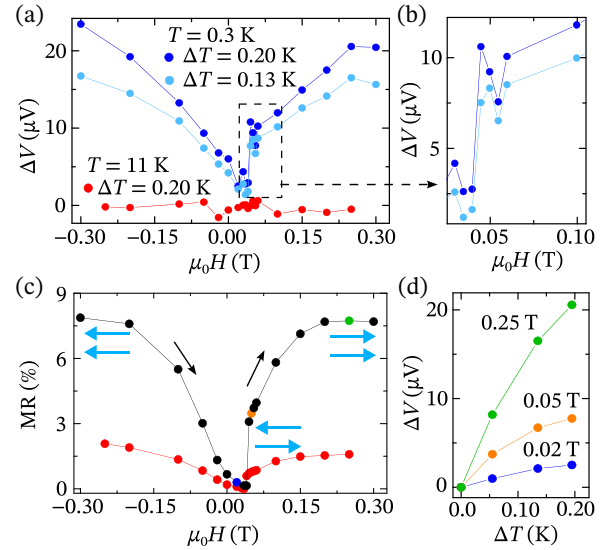 (a)
T = 0.3 K
ΔT = 0.20 K
ΔT = 0.13 K
T = 11 K
ΔT = 0.20 K
20
10
0
ΔV (µV)
−0.30
−0.15
0.00
0.15
0.30
µ₀H (T)
(b)
10
5
ΔV (µV)
0.05
0.10
µ₀H (T)
(c)
9
6
3
0
MR (%)
−0.30
−0.15
0.00
0.15
0.30
µ₀H (T)
(d)
0.25 T
0.05 T
0.02 T
20
10
0
ΔV (µV)
0.0
0.1
0.2
ΔT (K)